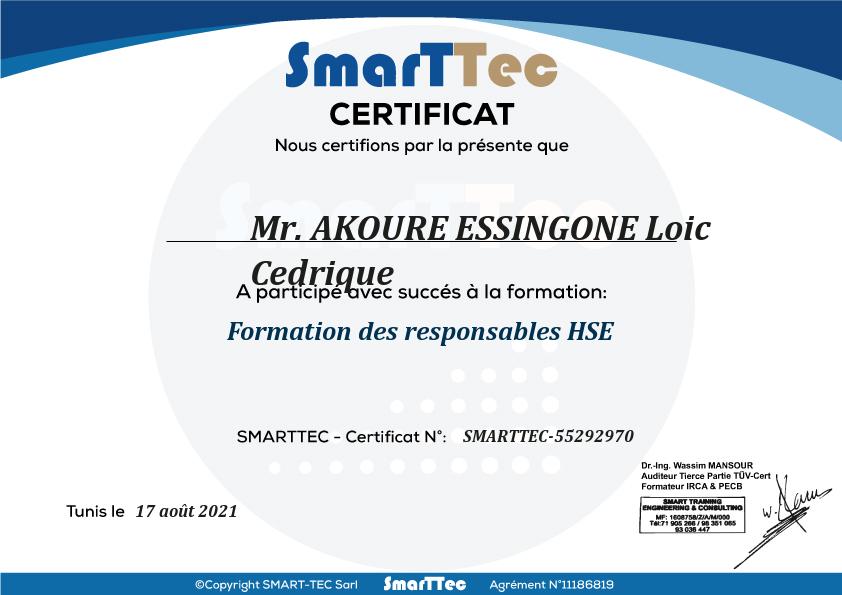 SmarTTec
CERTIFICAT
Nous certifions par la présente que
SmarTTec
Mr. AKOURE ESSINGONE Loic
Cedrique
A participé avec succés à la formation:
Formation des responsables HSE
SMARTTEC - Certificat N°: SMARTTEC-55292970
Dr.-Ing. Wassim MANSOUR
Auditeur Tierce Partie TÜV-Cert
Formateur IRCA & PECB
SMART TRAINING
ENGINEERING & CONSULTING
MF: 1608758/Z/A/M/000
Tél:71 905 266 / 98 351 065
93 036 447
Tunis le 17 août 2021
©Copyright SMART-TEC Sarl SmarTTec Agrément N°11186819